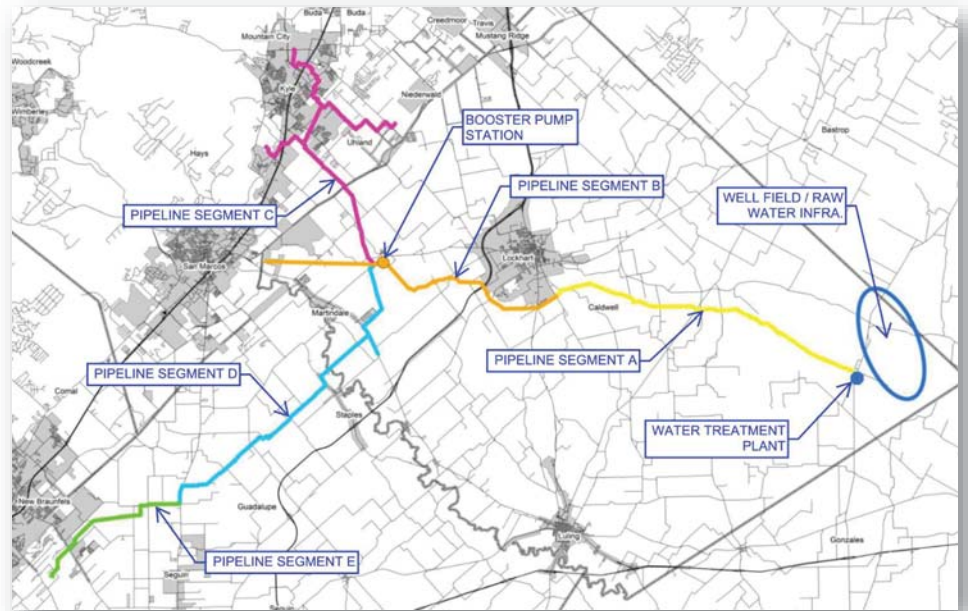 Buda
Buda
Creedmoor
Travis
Mustang Ridge
Mountain City
Woodcreek
Kyle
Niederwald
Wimberley
BOOSTER PUMP
STATION
Bastrop
Uhland
Hays
PIPELINE SEGMENT B
WELL FIELD / RAW
WATER INFRA.
PIPELINE SEGMENT C
San Marcos
Lockhart
Martindale
Caldwell
PIPELINE SEGMENT A
PIPELINE SEGMENT D
Comal
Staples
WATER TREATMENT
PLANT
New Braunfels
Guadalupe
Luling
Gonzales
PIPELINE SEGMENT E
Seguin
Seguin